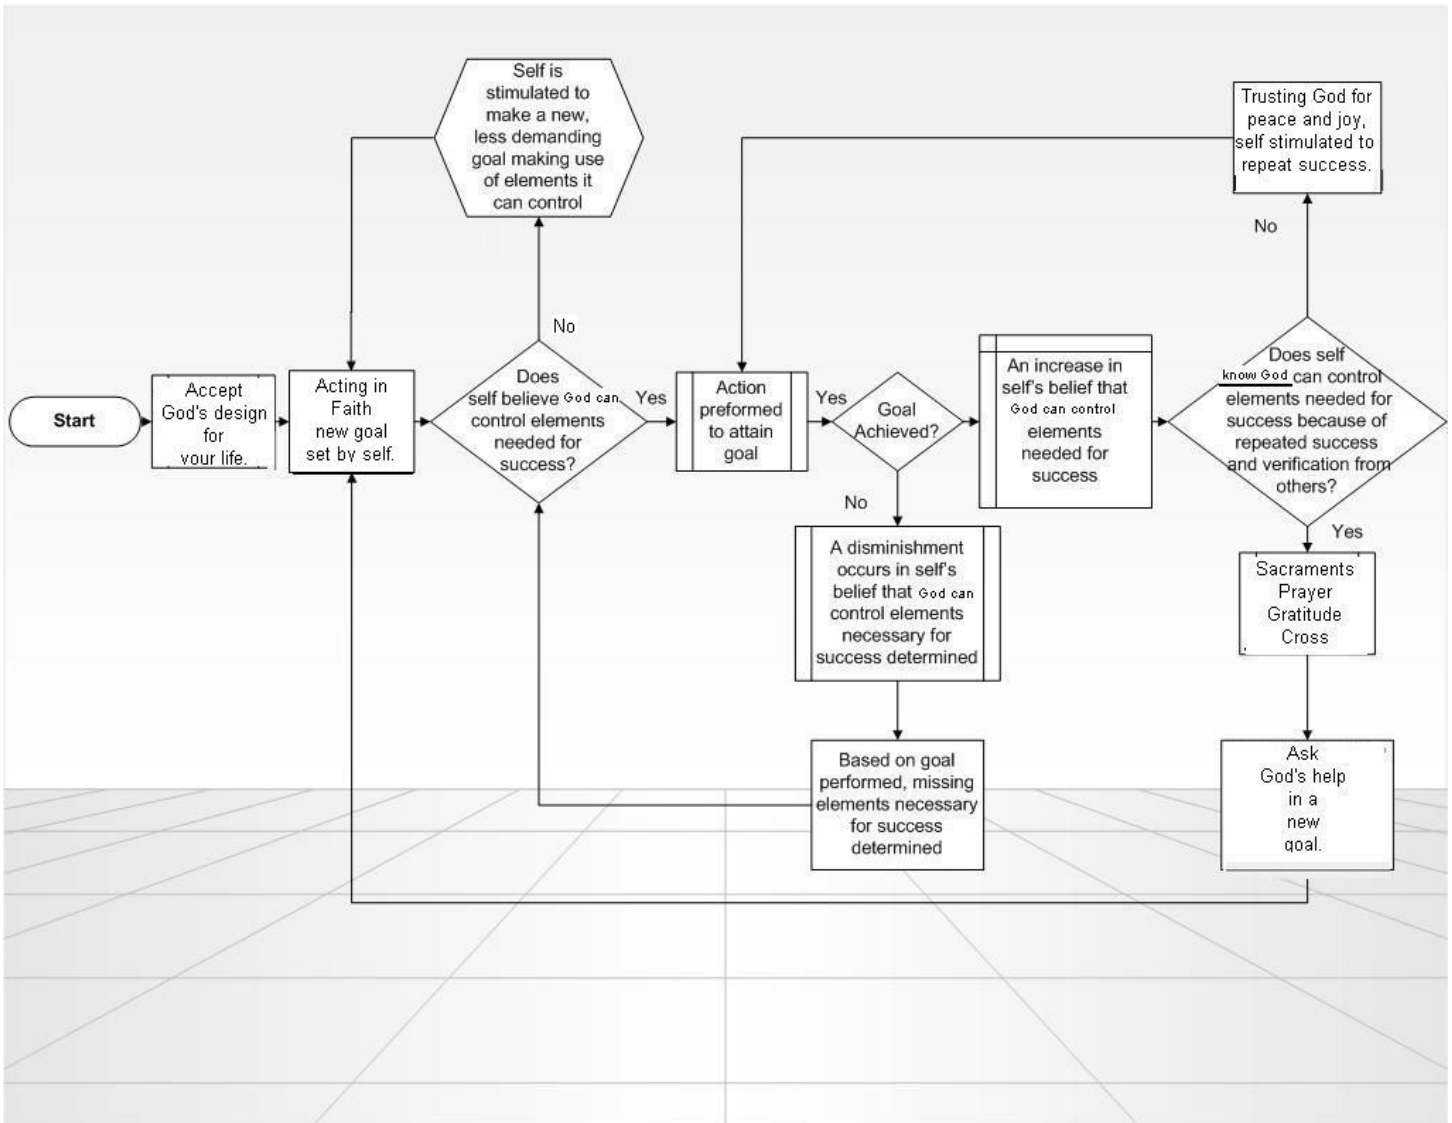 Self is
stimulated to
make a new,
less demanding
goal making use
of elements it
can control
Trusting God for
peace and joy,
self stimulated to
repeat success.
No
No
Start
Accept
God's design
for
your life.
Acting in
Faith
new goal
set by self.
Does
self believe God can
control elements
needed for
success?
Yes
Action
preformed
to attain
goal
Yes
Goal
Achieved?
An increase in
self's belief that
God can control
elements
needed for
success
Does self
know God can control
elements needed for
success because of
repeated success
and verification from
others?
No
Yes
A disminishment
occurs in self's
belief that God can
control elements
necessary for
success determined
Sacraments
Prayer
Gratitude
Cross
Based on goal
performed, missing
elements necessary
for success
determined
Ask
God's help
in a
new
goal.